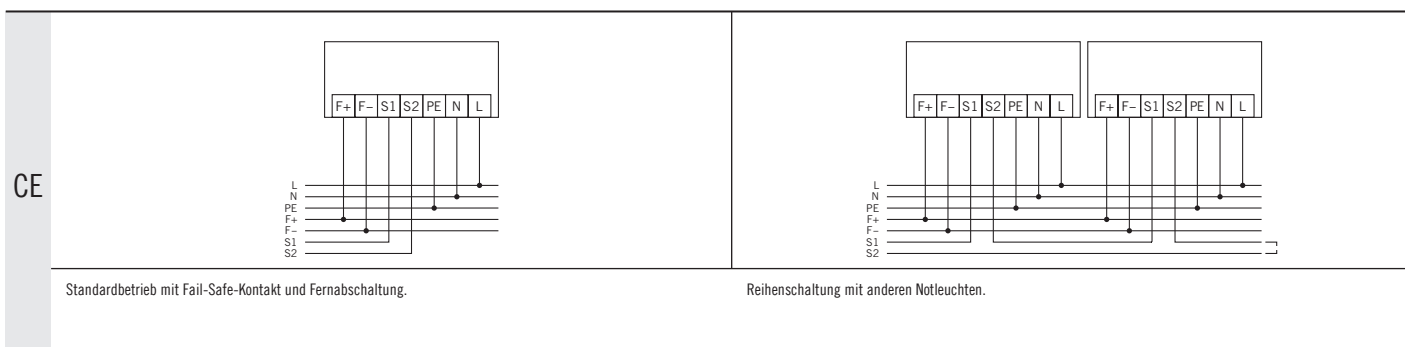 F+ F– S1 S2 PE N L
F+ F– S1 S2 PE N L F+ F– S1 S2 PE N L
CE
L
N
PE
F+
F–
S1
S2
L
N
PE
F+
F–
S1
S2
Standardbetrieb mit Fail-Safe-Kontakt und Fernabschaltung.
Reihenschaltung mit anderen Notleuchten.